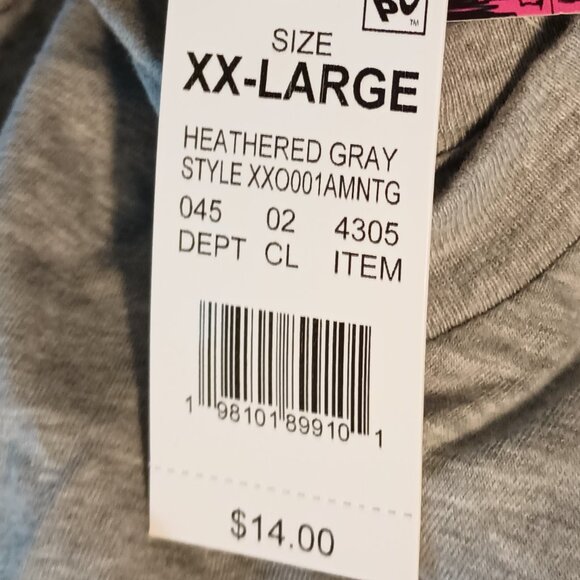 SIZE
XX-LARGE
HEATHERED GRAY
STYLE XXO001AMNTG
045 02 4305
DEPT CL ITEM
1 98101 89910 1
$14.00